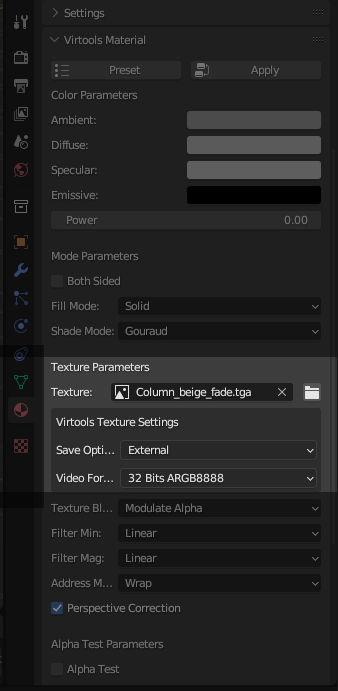 Settings
Virtools Material
Preset Apply
Color Parameters
Ambient:
Diffuse:
Specular:
Emissive:
Power 0.00
Mode Parameters
Both Sided
Fill Mode: Solid
Shade Mode: Gouraud
Texture Parameters
Texture: Column_beige_fade.tga
Virtools Texture Settings
Save Opti... External
Video For... 32 Bits ARGB8888
Texture Bl... Modulate Alpha
Filter Min: Linear
Filter Mag: Linear
Address M... Wrap
Perspective Correction
Alpha Test Parameters
Alpha Test